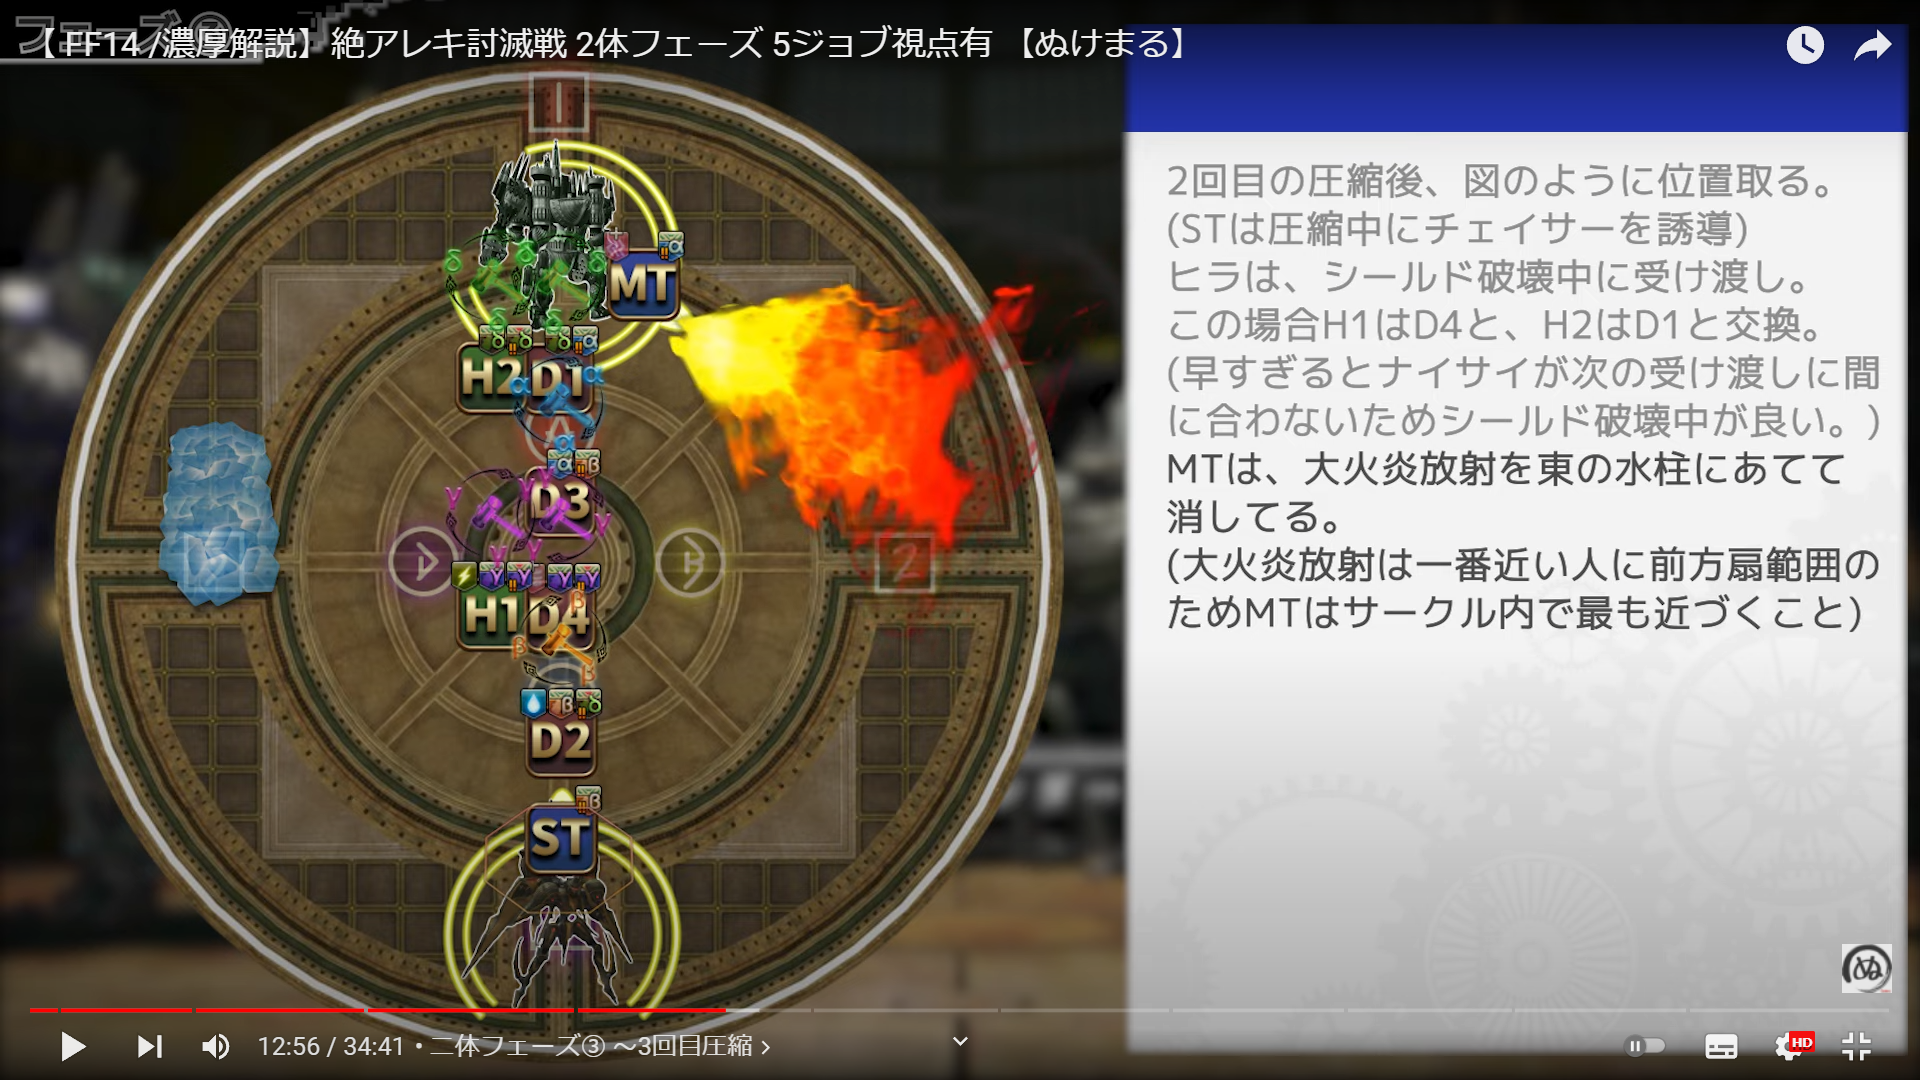 フェーズ③
【 FF14 /濃厚解説】絶アレキ討滅戦 2体フェーズ 5ジョブ視点有 【ぬけまる】
2回目の圧縮後、図のように位置取る。
(STは圧縮中にチェイサーを誘導)
ヒラは、シールド破壊中に受け渡し。
この場合H1はD4と、H2はD1と交換。
(早すぎるとナイサイが次の受け渡しに間
に合わないためシールド破壊中が良い。)
MTは、大火炎放射を東の水柱にあてて
消してる。
(大火炎放射は一番近い人に前方扇範囲の
ためMTはサークル内で最も近づくこと)
α
δ δ δ
MT
δ δ
δ δ δ α
H2 D1
α α
A
α
α β
D3
γ γ γ γ
D B 2
γ γ
γ γ γ γ
H1 D4
β
β β
β δ
D2
β
ST
ぬ
12:56 / 34:41・二体フェーズ③ ～3回目圧縮
HD